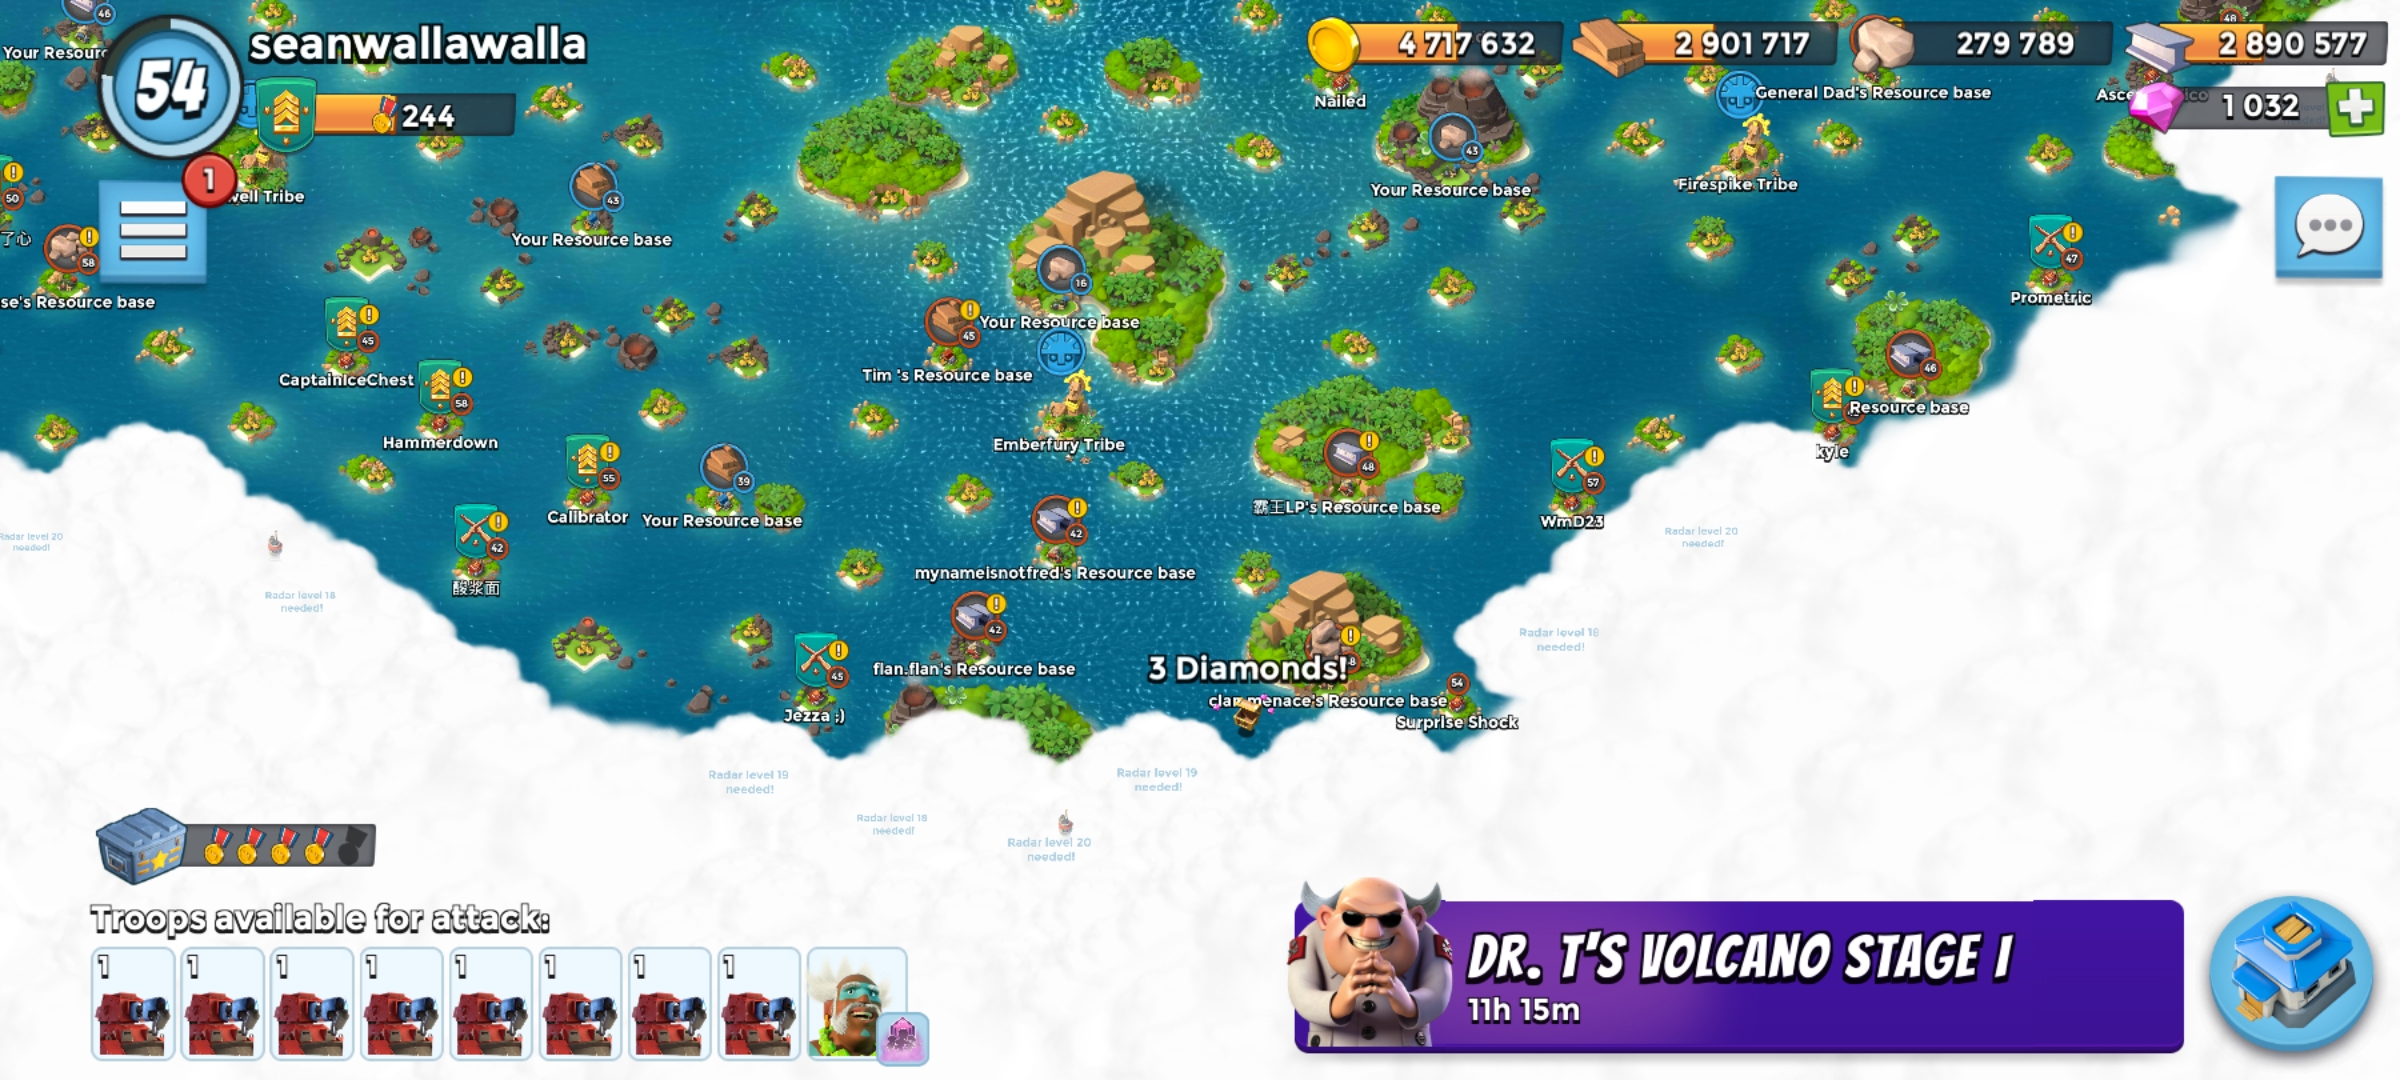 46
Your Resourc
54
seanwallawalla
244
1
4 717 632
2 901 717
279 789
2 890 577
1 032
48
Nailed
General Dad's Resource base
43
Your Resource base
Firespike Tribe
well Tribe
50
了心
58
se's Resource base
43
Your Resource base
47
Prometric
16
Your Resource base
45
Tim 's Resource base
45
CaptainIceChest
58
Hammerdown
Emberfury Tribe
46
Resource base
kyle
55
Calibrator
39
Your Resource base
48
霸王LP's Resource base
57
WmD23
42
酸浆面
42
mynameisnotfred's Resource base
42
flan.flan's Resource base
45
Jezza ;)
3 Diamonds!
clan menace's Resource base
54
Surprise Shock
Radar level 20
needed!
Radar level 18
needed!
Radar level 20
needed!
Radar level 18
needed!
Radar level 19
needed!
Radar level 19
needed!
Radar level 18
needed!
Radar level 20
needed!
Troops available for attack:
1
1
1
1
1
1
1
1
DR. T'S VOLCANO STAGE I
11h 15m